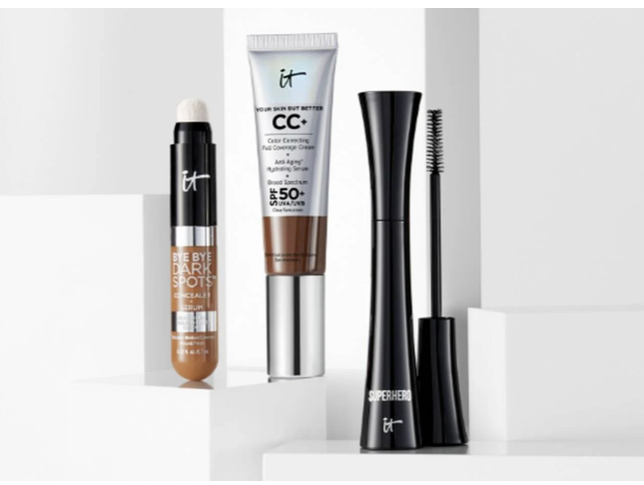 it
BYE BYE
DARK
SPOTS™
CONCEALER
+
SERUM
it
YOUR SKIN BUT BETTER
CC+
Color Correcting
Full Coverage Cream
+
Anti-Aging
Hydrating Serum
+
Broad Spectrum
SPF 50+
UVA/UVB
SUPERHERO
it